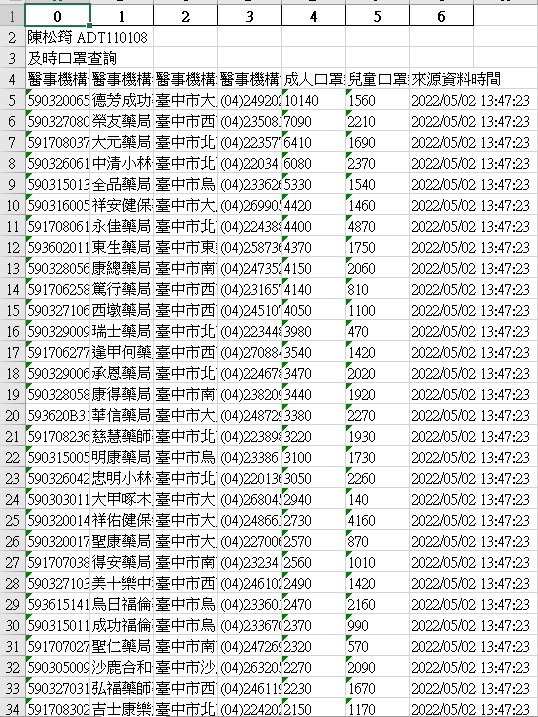 0 1 2 3 4 5 6
1
2 陳松筠 ADT110108
3 及時口罩查詢
4 醫事機構 醫事機構 醫事機構 醫事機構 成人口罩 兒童口罩 來源資料時間
5 590320065 德芳成功 臺中市大 (04)24920 10140 1560 2022/05/02 13:47:23
6 590327080 榮友藥局 臺中市西 (04)23508 7090 2210 2022/05/02 13:47:23
7 591708037 大元藥局 臺中市北 (04)22357 6410 1690 2022/05/02 13:47:23
8 590326061 中清小林 臺中市北 (04)22034 6080 2370 2022/05/02 13:47:23
9 590315013 全品藥局 臺中市烏 (04)23362 5330 1540 2022/05/02 13:47:23
10 590316005 祥安健保 臺中市大 (04)26990 4420 1460 2022/05/02 13:47:23
11 591708061 永佳藥局 臺中市北 (04)22438 4400 4870 2022/05/02 13:47:23
12 593602011 東生藥局 臺中市東 (04)25873 4370 1750 2022/05/02 13:47:23
13 590328056 康總藥局 臺中市南 (04)24735 4150 2060 2022/05/02 13:47:23
14 591706258 篤行藥局 臺中市西 (04)23165 4140 810 2022/05/02 13:47:23
15 590327106 西墩藥局 臺中市西 (04)24510 4050 1100 2022/05/02 13:47:23
16 590329009 瑞士藥局 臺中市北 (04)22344 3980 470 2022/05/02 13:47:23
17 591706277 逢甲何藥 臺中市西 (04)27088 3540 1420 2022/05/02 13:47:23
18 590329006 承恩藥局 臺中市北 (04)22467 3470 2020 2022/05/02 13:47:23
19 590328058 康得藥局 臺中市南 (04)23820 3440 1920 2022/05/02 13:47:23
20 593620B3 華信藥局 臺中市大 (04)24872 3380 2270 2022/05/02 13:47:23
21 591708236 慈慧藥師 臺中市北 (04)22389 3220 1930 2022/05/02 13:47:23
22 590315005 明康藥局 臺中市烏 (04)23386 3100 1730 2022/05/02 13:47:23
23 590326042 忠明小林 臺中市北 (04)22013 3050 2260 2022/05/02 13:47:23
24 590303011 大甲啄木 臺中市大 (04)26804 2940 140 2022/05/02 13:47:23
25 590320014 祥佑健保 臺中市大 (04)24866 2730 4160 2022/05/02 13:47:23
26 590320017 聖康藥局 臺中市大 (04)22700 2570 870 2022/05/02 13:47:23
27 591707038 得安藥局 臺中市南 (04)23234 2560 1010 2022/05/02 13:47:23
28 590327103 美十樂中 臺中市西 (04)24610 2490 1420 2022/05/02 13:47:23
29 593615141 烏日福倫 臺中市烏 (04)23360 2470 2160 2022/05/02 13:47:23
30 590315011 成功福倫 臺中市烏 (04)23367 2370 990 2022/05/02 13:47:23
31 591707027 聖仁藥局 臺中市南 (04)24726 2320 570 2022/05/02 13:47:23
32 590305009 沙鹿合和 臺中市沙 (04)26320 2270 2090 2022/05/02 13:47:23
33 590327031 弘福藥師 臺中市西 (04)24611 2230 1670 2022/05/02 13:47:23
34 591708302 吉士康樂 臺中市北 (04)22420 2150 1170 2022/05/02 13:47:23